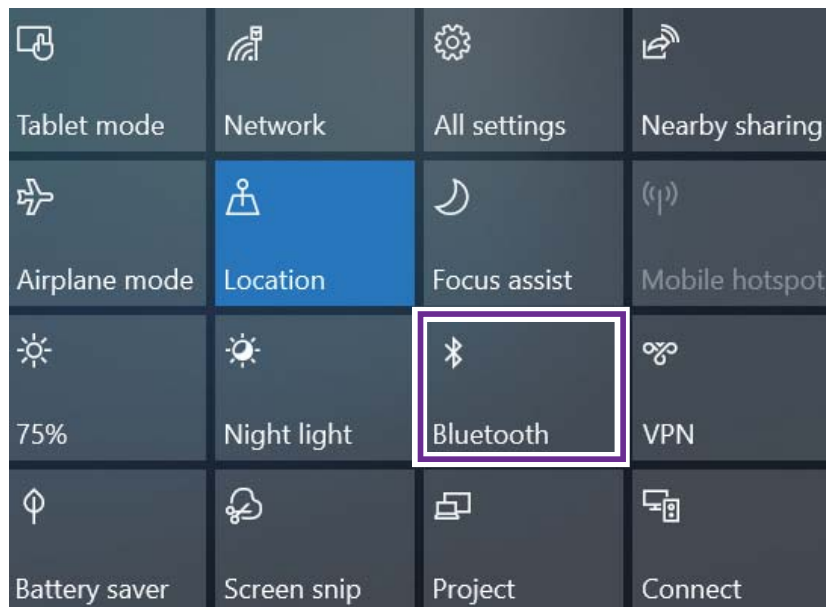 Tablet mode
Network
All settings
Nearby sharing
Airplane mode
Location
Focus assist
Mobile hotspot
75%
Night light
Bluetooth
VPN
Battery saver
Screen snip
Project
Connect